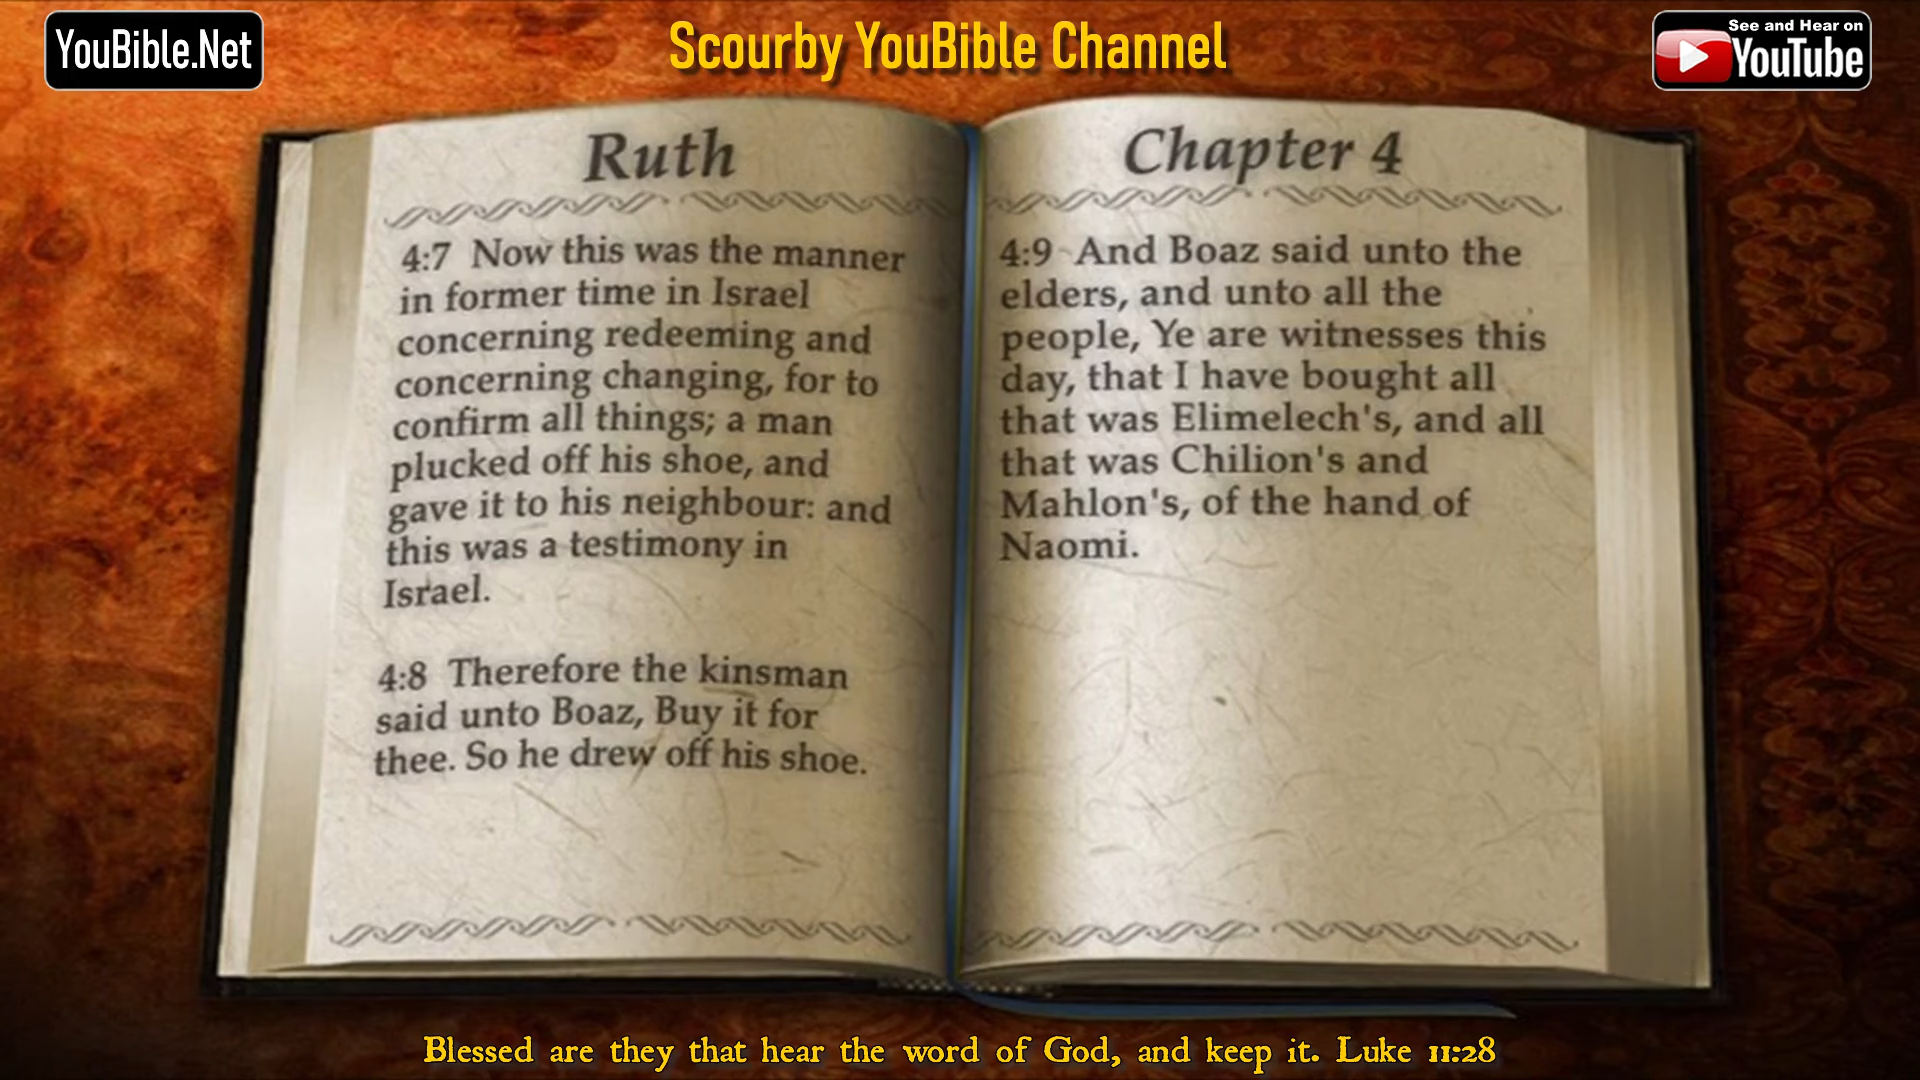 YouBible.Net
Scourby YouBible Channel
See and Hear on
YouTube
Ruth
4:7 Now this was the manner
in former time in Israel
concerning redeeming and
concerning changing, for to
confirm all things; a man
plucked off his shoe, and
gave it to his neighbour: and
this was a testimony in
Israel.
4:8 Therefore the kinsman
said unto Boaz, Buy it for
thee. So he drew off his shoe.
Chapter 4
4:9 And Boaz said unto the
elders, and unto all the
people, Ye are witnesses this
day, that I have bought all
that was Elimelech's, and all
that was Chilion's and
Mahlon's, of the hand of
Naomi.
Blessed are they that hear the word of God, and keep it. Luke 11:28